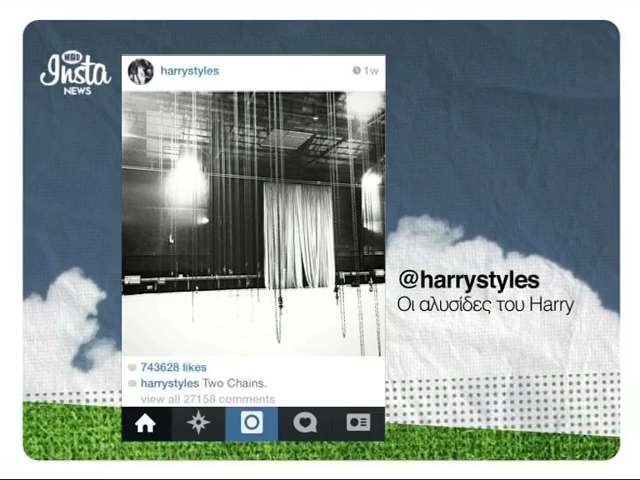 MAD
Insta
NEWS
harrystyles
1w
743628 likes
harrystyles Two Chains.
view all 27158 comments
@harrystyles
Οι αλυσίδες του Harry